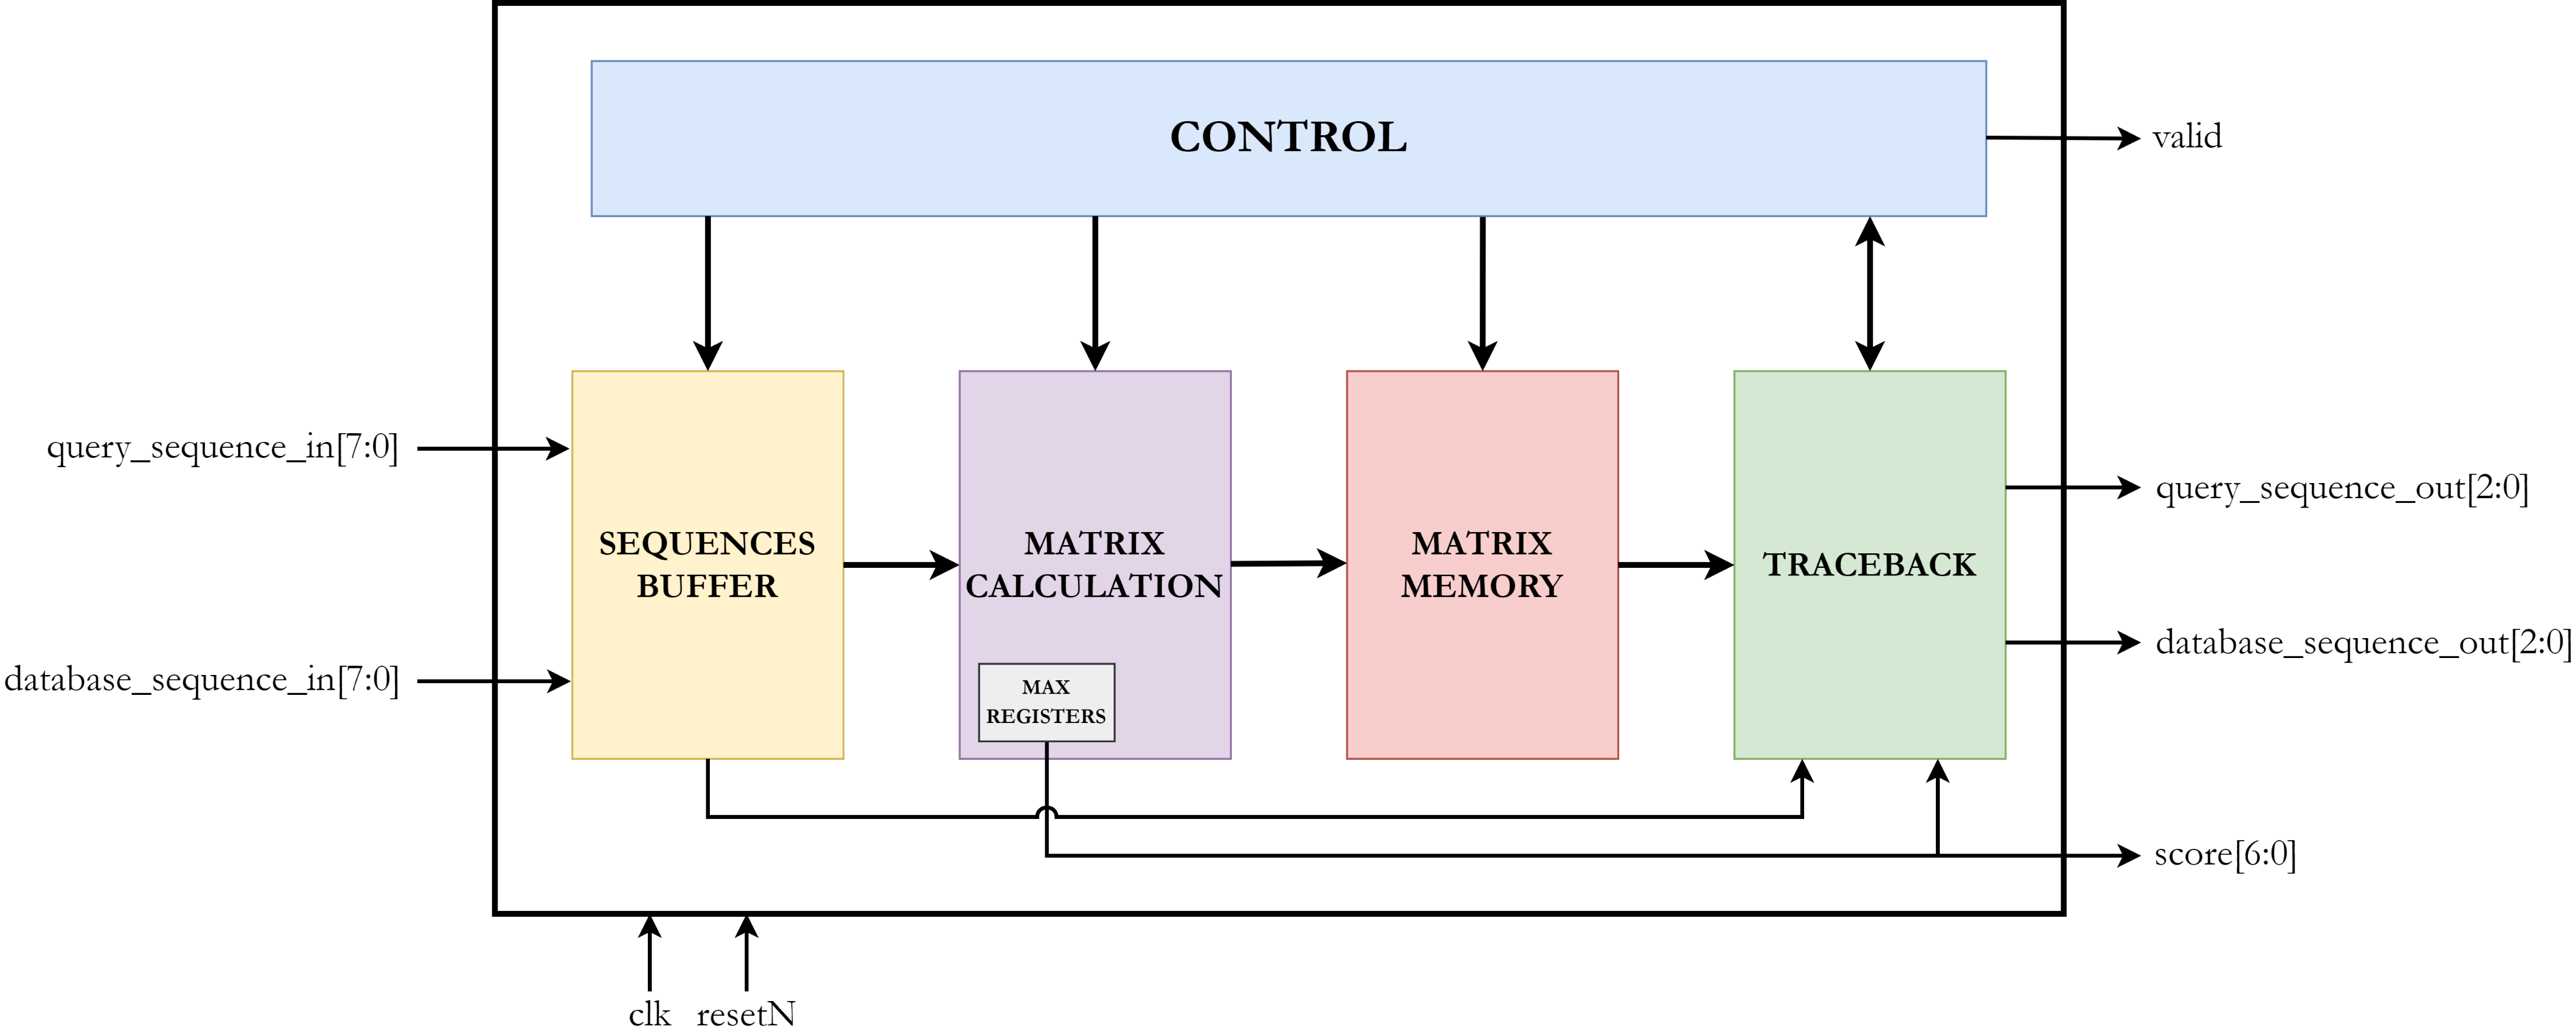 CONTROL
valid
query_sequence_in[7:0]
database_sequence_in[7:0]
SEQUENCES
BUFFER
MATRIX
CALCULATION
MAX
REGISTERS
MATRIX
MEMORY
TRACEBACK
query_sequence_out[2:0]
database_sequence_out[2:0]
score[6:0]
clk
resetN